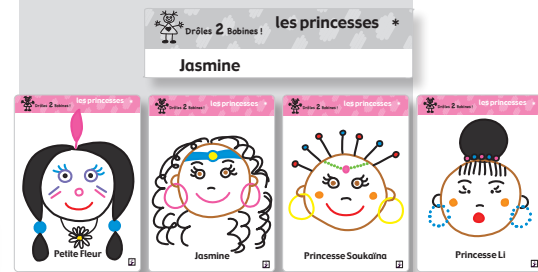 Drôles 2 Bobines ! les princesses *
Jasmine
Drôles 2 Bobines ! les princesses *
Petite Fleur
Drôles 2 Bobines ! les princesses *
Jasmine
Drôles 2 Bobines ! les princesses *
Princesse Soukaïna
Drôles 2 Bobines ! les princesses *
Princesse Li